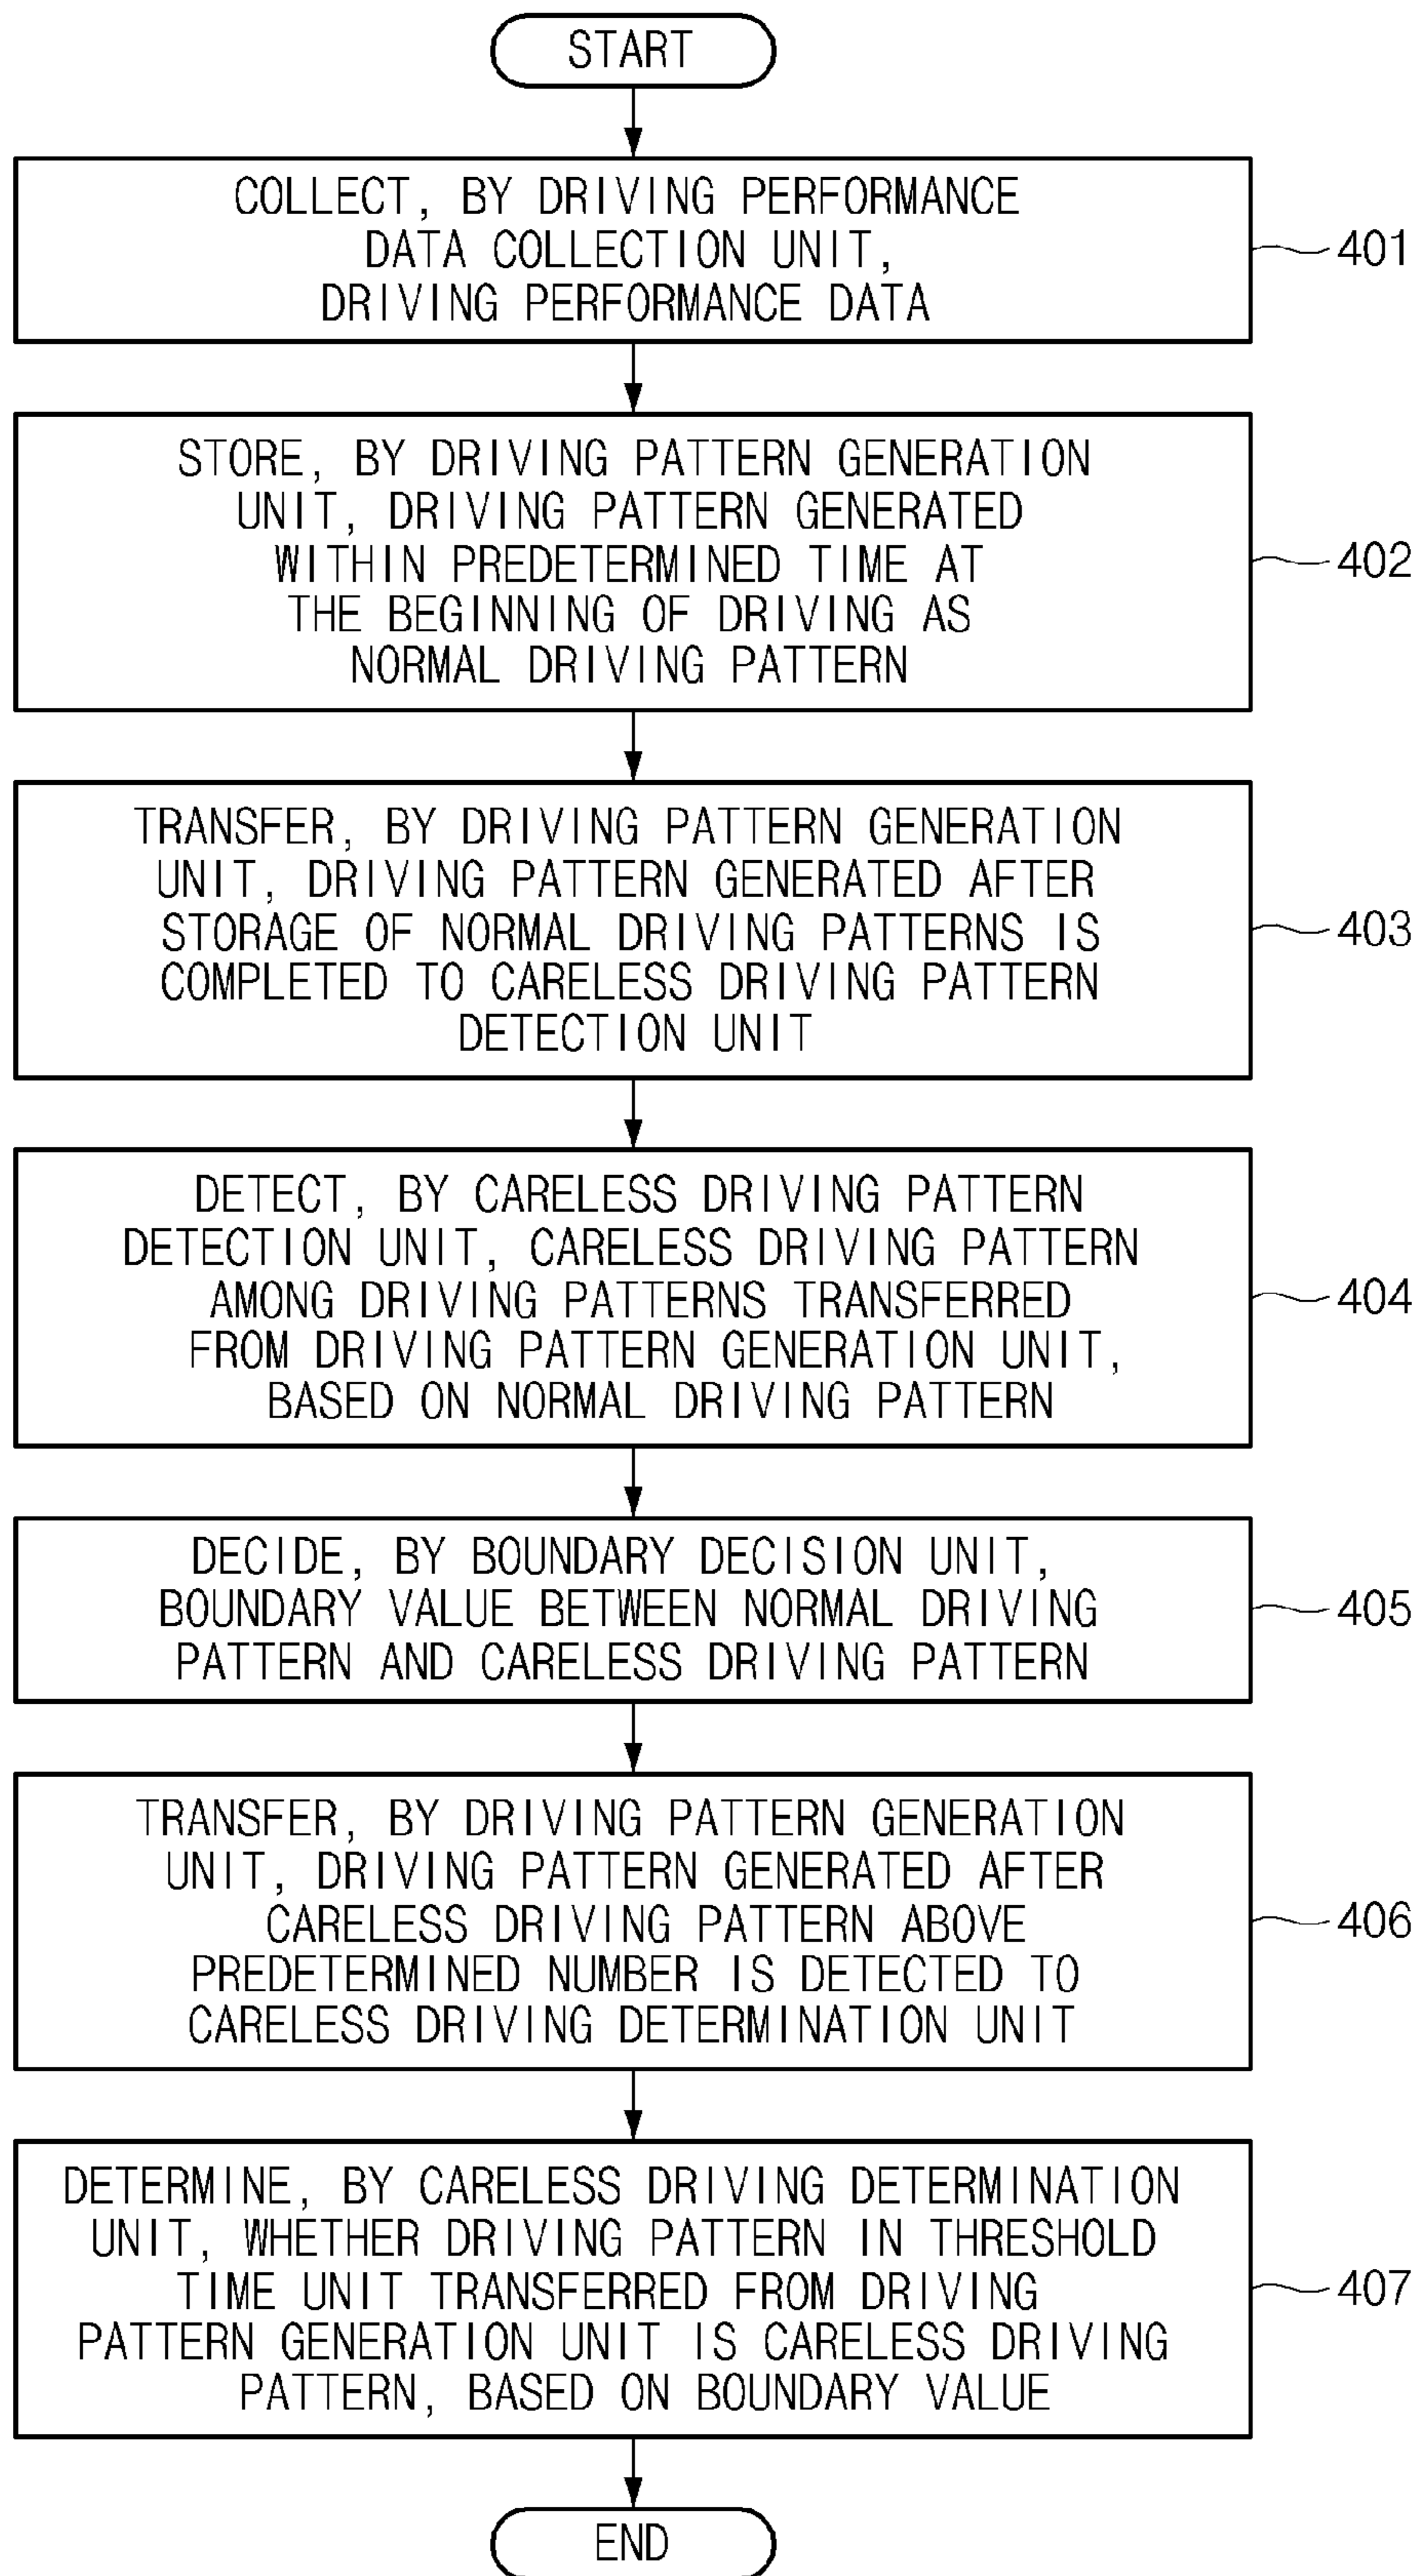 START
COLLECT, BY DRIVING PERFORMANCE
DATA COLLECTION UNIT,
DRIVING PERFORMANCE DATA
401
STORE, BY DRIVING PATTERN GENERATION
UNIT, DRIVING PATTERN GENERATED
WITHIN PREDETERMINED TIME AT
THE BEGINNING OF DRIVING AS
NORMAL DRIVING PATTERN
402
TRANSFER, BY DRIVING PATTERN GENERATION
UNIT, DRIVING PATTERN GENERATED AFTER
STORAGE OF NORMAL DRIVING PATTERNS IS
COMPLETED TO CARELESS DRIVING PATTERN
DETECTION UNIT
403
DETECT, BY CARELESS DRIVING PATTERN
DETECTION UNIT, CARELESS DRIVING PATTERN
AMONG DRIVING PATTERNS TRANSFERRED
FROM DRIVING PATTERN GENERATION UNIT,
BASED ON NORMAL DRIVING PATTERN
404
DECIDE, BY BOUNDARY DECISION UNIT,
BOUNDARY VALUE BETWEEN NORMAL DRIVING
PATTERN AND CARELESS DRIVING PATTERN
405
TRANSFER, BY DRIVING PATTERN GENERATION
UNIT, DRIVING PATTERN GENERATED AFTER
CARELESS DRIVING PATTERN ABOVE
PREDETERMINED NUMBER IS DETECTED TO
CARELESS DRIVING DETERMINATION UNIT
406
DETERMINE, BY CARELESS DRIVING DETERMINATION
UNIT, WHETHER DRIVING PATTERN IN THRESHOLD
TIME UNIT TRANSFERRED FROM DRIVING
PATTERN GENERATION UNIT IS CARELESS DRIVING
PATTERN, BASED ON BOUNDARY VALUE
407
END